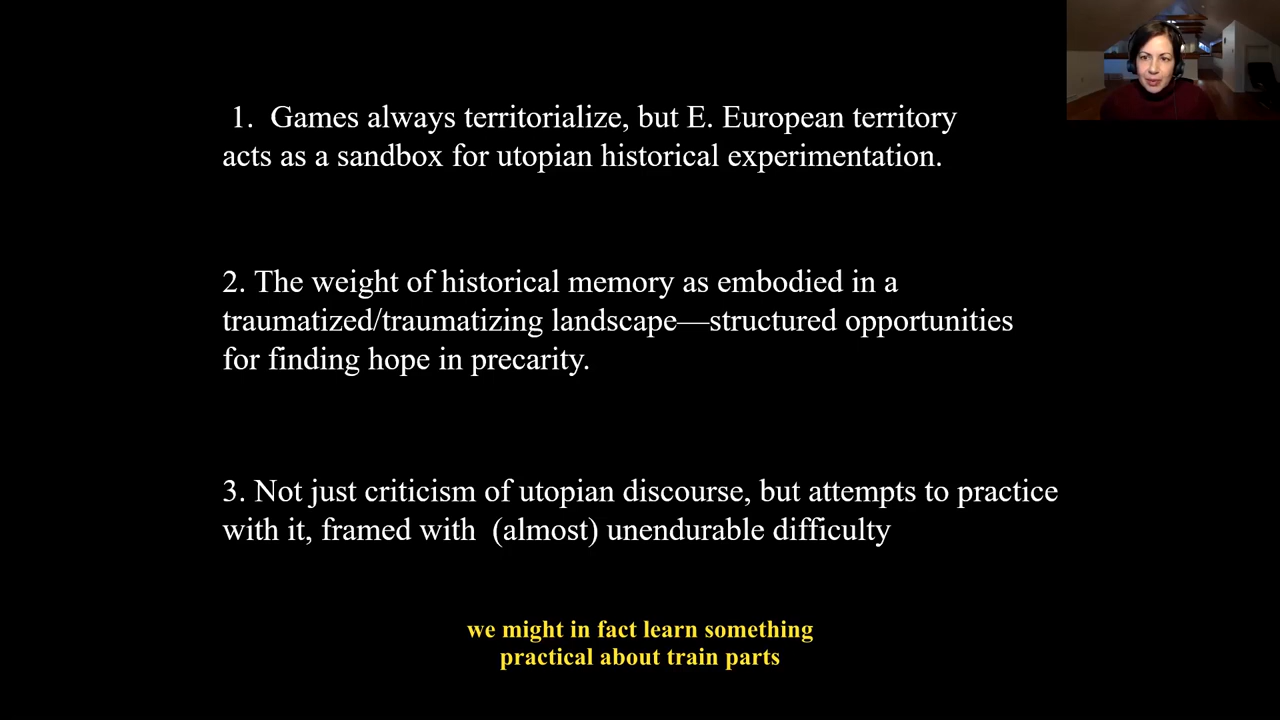 1. Games always territorialize, but E. European territory
acts as a sandbox for utopian historical experimentation.
2. The weight of historical memory as embodied in a
traumatized/traumatizing landscape—structured opportunities
for finding hope in precarity.
3. Not just criticism of utopian discourse, but attempts to practice
with it, framed with (almost) unendurable difficulty
we might in fact learn something
practical about train parts